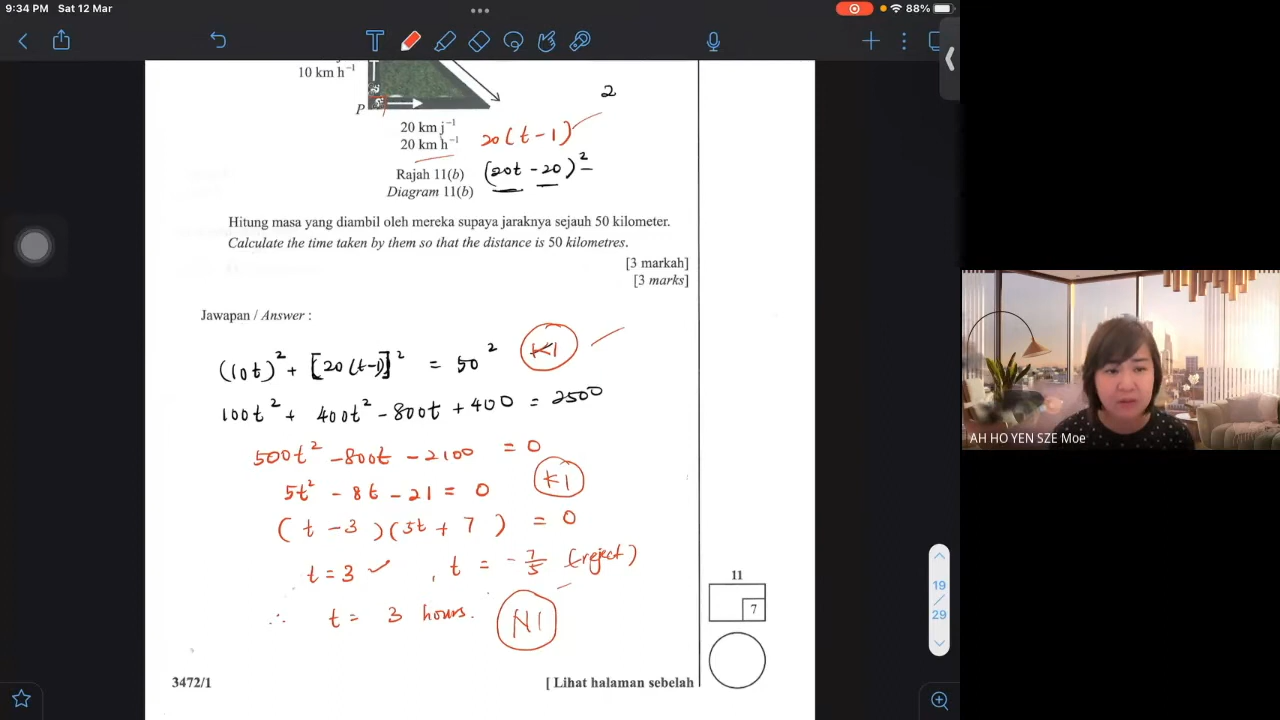 9:34 PM Sat 12 Mar
88%
10 km h⁻¹
P
2
20 km j⁻¹
20 km h⁻¹
20(t-1)
Rajah 11(b)
(20t - 20)²
Diagram 11(b)
Hitung masa yang diambil oleh mereka supaya jaraknya sejauh 50 kilometer.
Calculate the time taken by them so that the distance is 50 kilometres.
[3 markah]
[3 marks]
Jawapan / Answer :
(10t)² + [20(t-1)]² = 50² K1
100t² + 400t² - 800t + 400 = 2500
500t² - 800t - 2100 = 0
5t² - 8t - 21 = 0 K1
(t - 3)(5t + 7) = 0
t = 3 ✓, t = -7/5 (reject)
∴ t = 3 hours. N1
11
7
19
/
29
3472/1
[ Lihat halaman sebelah
AH HO YEN SZE Moe